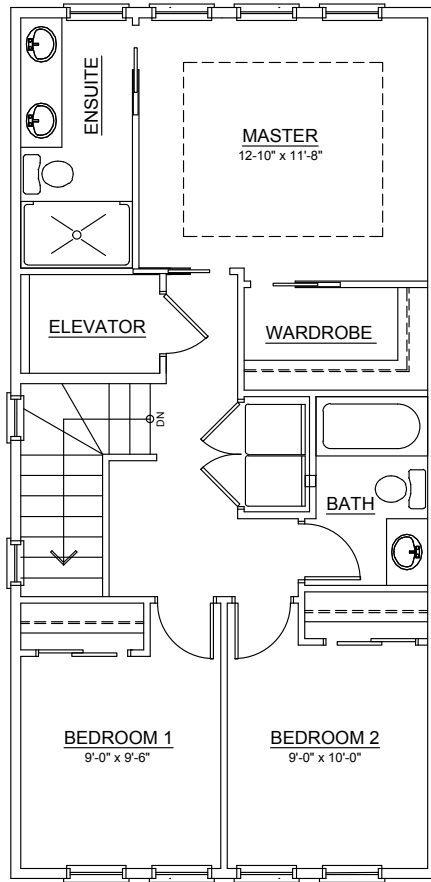 ENSUITE
MASTER
12-10" x 11'-8"
ELEVATOR
WARDROBE
DN
BATH
BEDROOM 1
9'-0" x 9'-6"
BEDROOM 2
9'-0" x 10'-0"